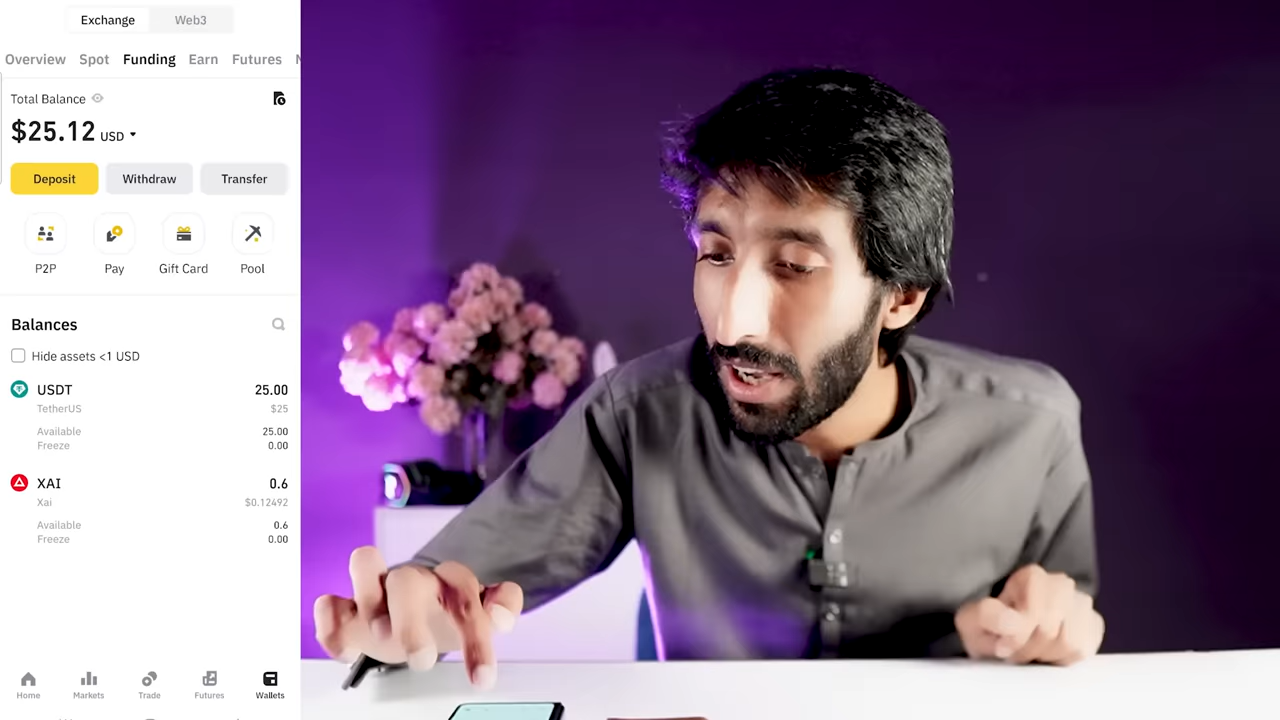 Exchange Web3
Overview Spot Funding Earn Futures
Total Balance
$25.12 USD
Deposit Withdraw Transfer
P2P Pay Gift Card Pool
Balances
Hide assets <1 USD
USDT 25.00
TetherUS $25
Available 25.00
Freeze 0.00
XAI 0.6
Xai $0.12492
Available 0.6
Freeze 0.00
Home Markets Trade Futures Wallets